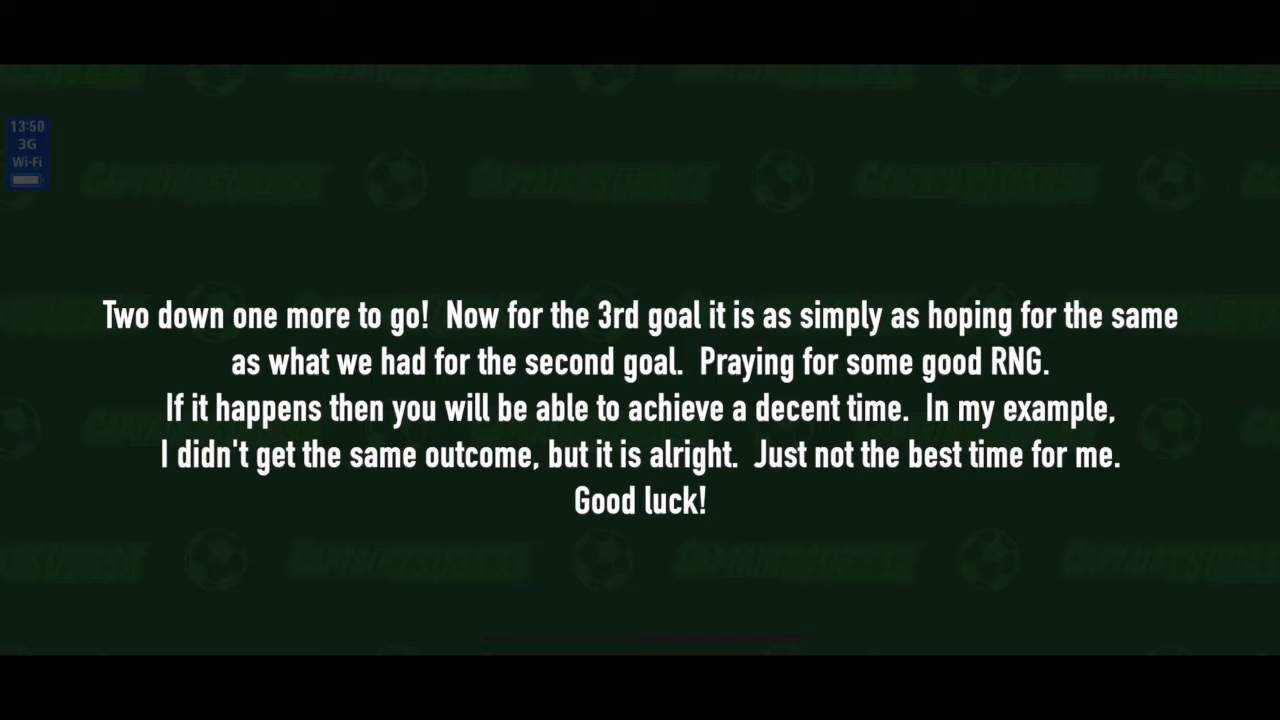 13:50
3G
Wi-Fi
Two down one more to go!  Now for the 3rd goal it is as simply as hoping for the same
as what we had for the second goal.  Praying for some good RNG.
If it happens then you will be able to achieve a decent time.  In my example,
I didn't get the same outcome, but it is alright.  Just not the best time for me.
Good luck!